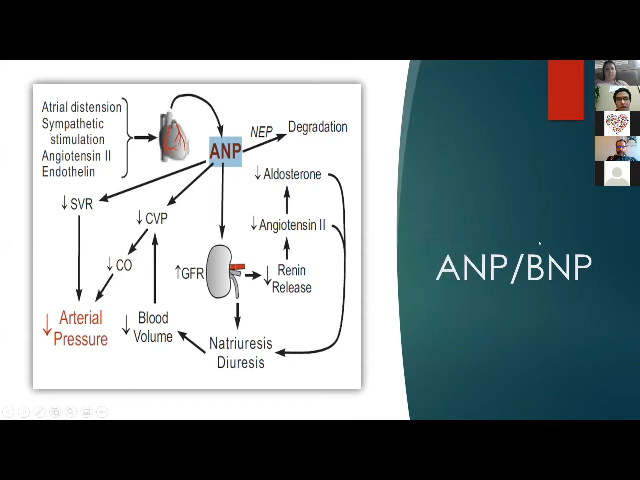 Atrial distension
Sympathetic
stimulation
Angiotensin II
Endothelin
ANP
NEP
Degradation
↓ Aldosterone
↓ SVR
↓ CVP
↓ Angiotensin II
↓ CO
↑GFR
↓ Renin
Release
↓ Arterial
Pressure
↓ Blood
Volume
Natriuresis
Diuresis
ANP/BNP